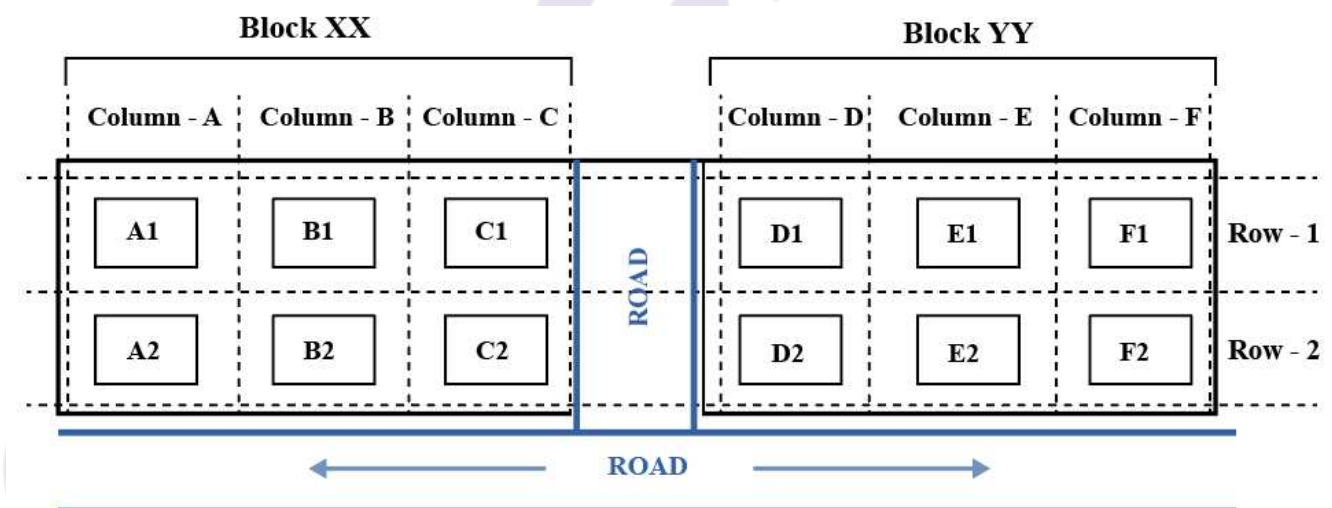 Block XX
Block YY
Column - A
Column - B
Column - C
Column - D
Column - E
Column - F
A1
B1
C1
ROAD
D1
E1
F1
Row - 1
A2
B2
C2
D2
E2
F2
Row - 2
ROAD